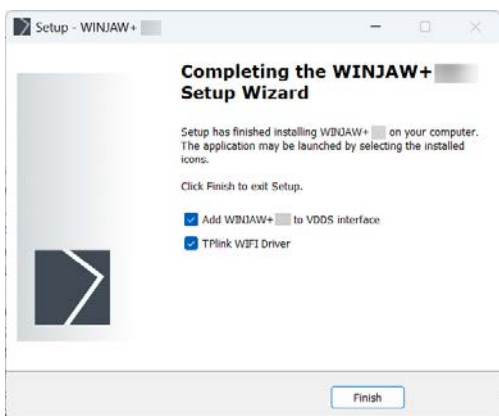 Setup - WINJAW+
Completing the WINJAW+
Setup Wizard
Setup has finished installing WINJAW+ on your computer.
The application may be launched by selecting the installed
icons.
Click Finish to exit Setup.
Add WINJAW+ to VDDS interface
TPlink WIFI Driver
Finish